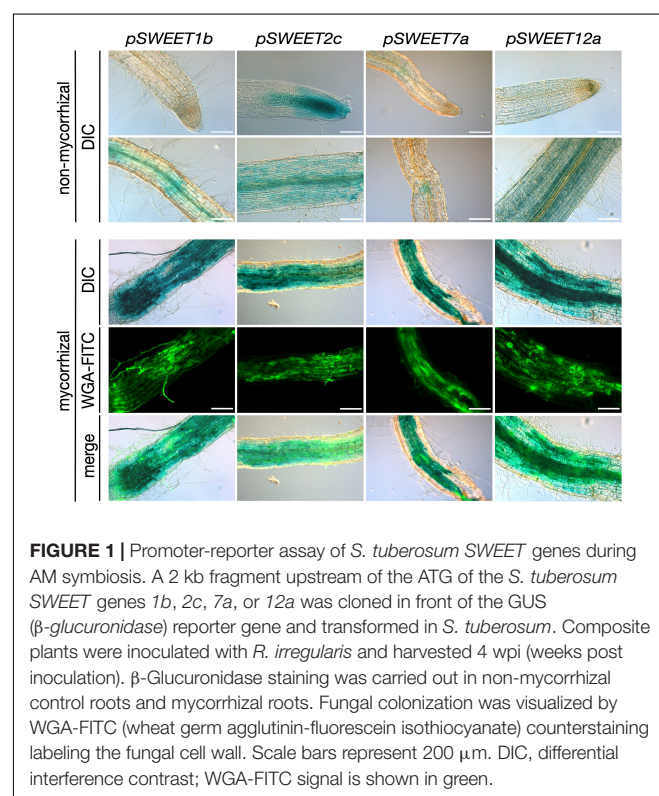 pSWEET1b pSWEET2c pSWEET7a pSWEET12a
non-mycorrhizal
DIC
mycorrhizal
DIC
WGA-FITC
merge
FIGURE 1 | Promoter-reporter assay of S. tuberosum SWEET genes during
AM symbiosis. A 2 kb fragment upstream of the ATG of the S. tuberosum
SWEET genes 1b, 2c, 7a, or 12a was cloned in front of the GUS
(β-glucuronidase) reporter gene and transformed in S. tuberosum. Composite
plants were inoculated with R. irregularis and harvested 4 wpi (weeks post
inoculation). β-Glucuronidase staining was carried out in non-mycorrhizal
control roots and mycorrhizal roots. Fungal colonization was visualized by
WGA-FITC (wheat germ agglutinin-fluorescein isothiocyanate) counterstaining
labeling the fungal cell wall. Scale bars represent 200 μm. DIC, differential
interference contrast; WGA-FITC signal is shown in green.